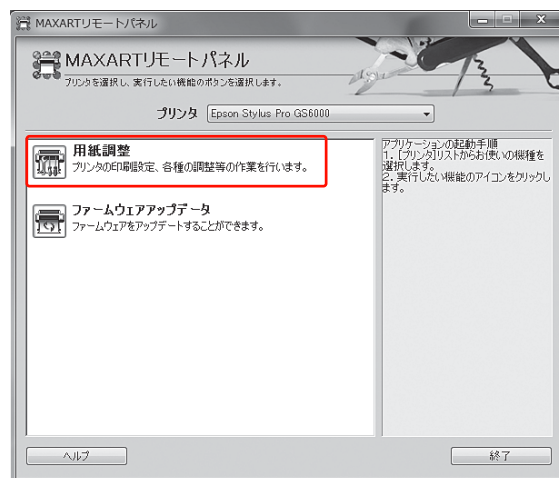 MAXARTリモートパネル
MAXARTリモートパネル
プリンタを選択し、実行したい機能のボタンを選択します。
プリンタ Epson Stylus Pro GS6000
用紙調整
プリンタの印刷設定、各種の調整等の作業を行います。
ファームウェアアップデータ
ファームウェアをアップデートすることができます。
アプリケーションの起動手順
1. [プリンタ]リストからお使いの機種を
選択します。
2. 実行したい機能のアイコンをクリックし
ます。
ヘルプ
終了